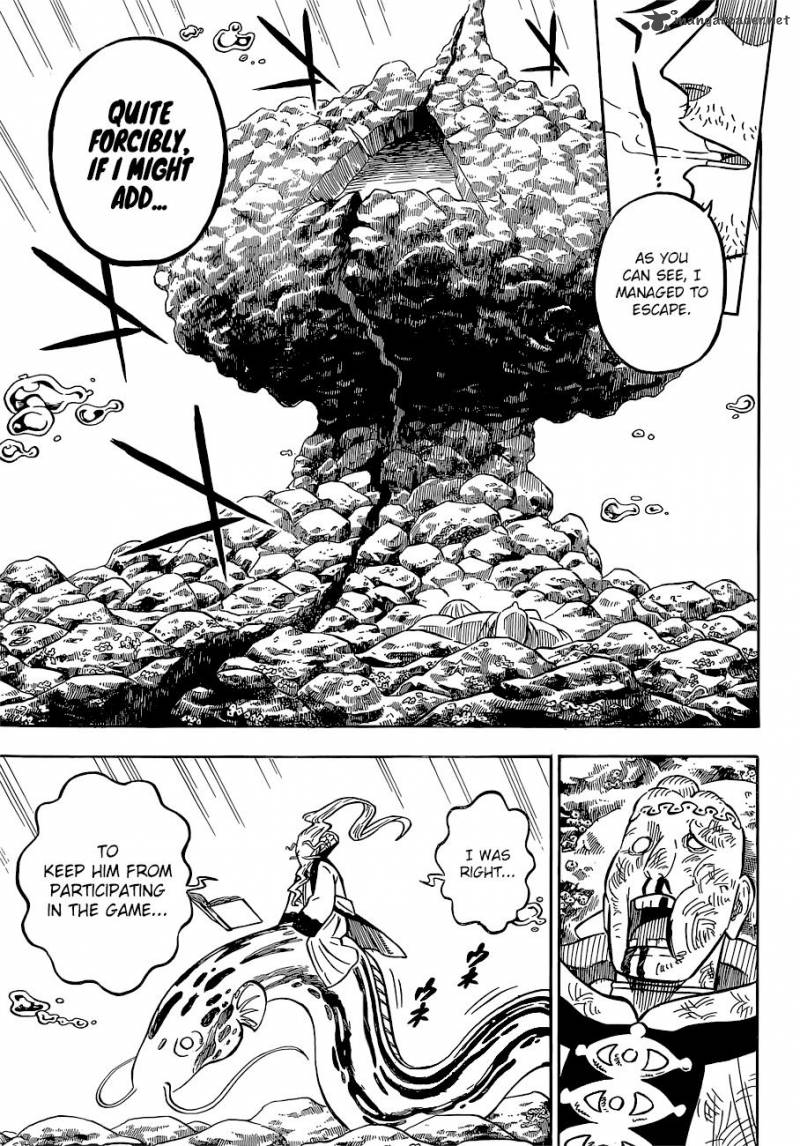 mangareader.net
AS YOU
CAN SEE, I
MANAGED TO
ESCAPE.
QUITE
FORCIBLY,
IF I MIGHT
ADD...
I WAS
RIGHT...
TO
KEEP HIM FROM
PARTICIPATING
IN THE GAME...